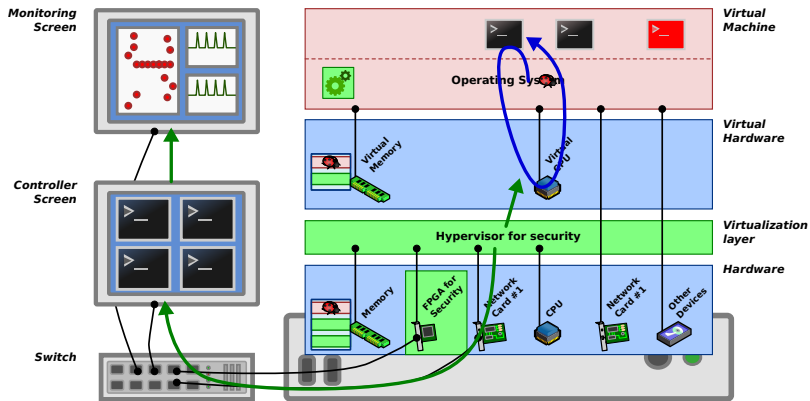 Monitoring
Screen
Virtual
Machine
>_
>_
>_
Operating System
Virtual
Memory
Virtual
CPU
Virtual
Hardware
Controller
Screen
>_
>_
>_
>_
Hypervisor for security
Virtualization
layer
Hardware
Memory
FPGA for
Security
Network
Card #1
CPU
Network
Card #1
Other
Devices
Switch